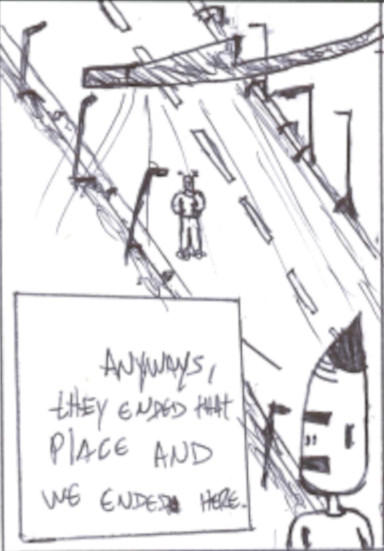 ANYWAYS,
THEY ENDED THAT
PLACE AND
WE ENDED HERE.